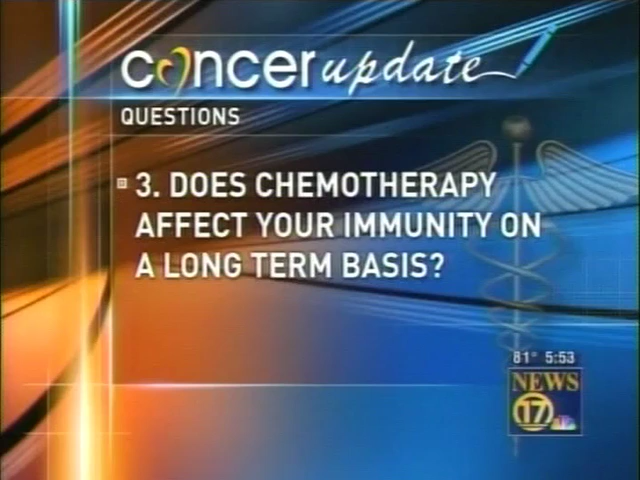 cancer update
QUESTIONS
3. DOES CHEMOTHERAPY
AFFECT YOUR IMMUNITY ON
A LONG TERM BASIS?
81° 5:53
NEWS
17